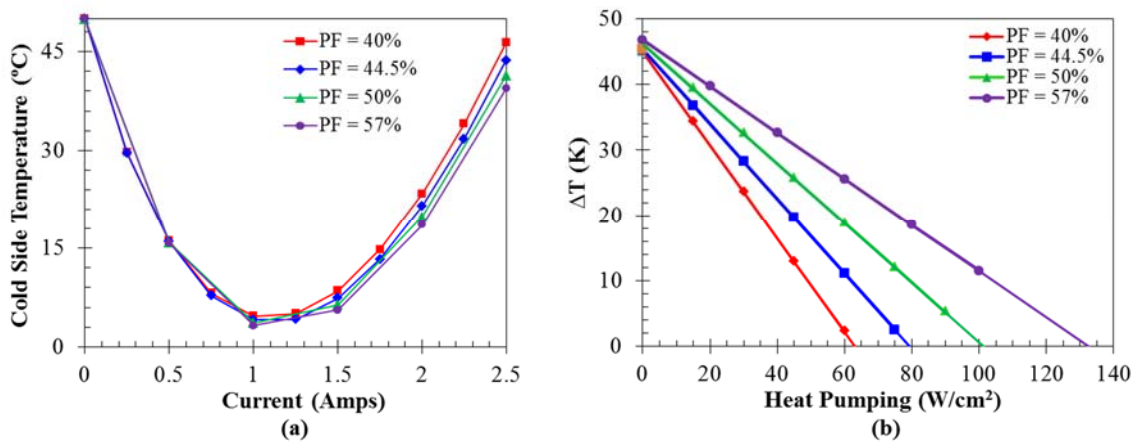 PF = 40%
PF = 44.5%
PF = 50%
PF = 57%
Cold Side Temperature (ºC)
45
30
15
0
0 0.5 1 1.5 2 2.5
Current (Amps)
(a)
PF = 40%
PF = 44.5%
PF = 50%
PF = 57%
ΔT (K)
50
40
30
20
10
0
0 20 40 60 80 100 120 140
Heat Pumping (W/cm²)
(b)